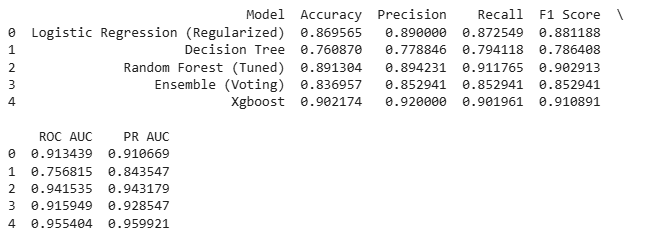 Model Accuracy Precision Recall F1 Score \
0 Logistic Regression (Regularized) 0.869565 0.890000 0.872549 0.881188
1 Decision Tree 0.760870 0.778846 0.794118 0.786408
2 Random Forest (Tuned) 0.891304 0.894231 0.911765 0.902913
3 Ensemble (Voting) 0.836957 0.852941 0.852941 0.852941
4 Xgboost 0.902174 0.920000 0.901961 0.910891
ROC AUC PR AUC
0 0.913439 0.910669
1 0.756815 0.843547
2 0.941535 0.943179
3 0.915949 0.928547
4 0.955404 0.959921